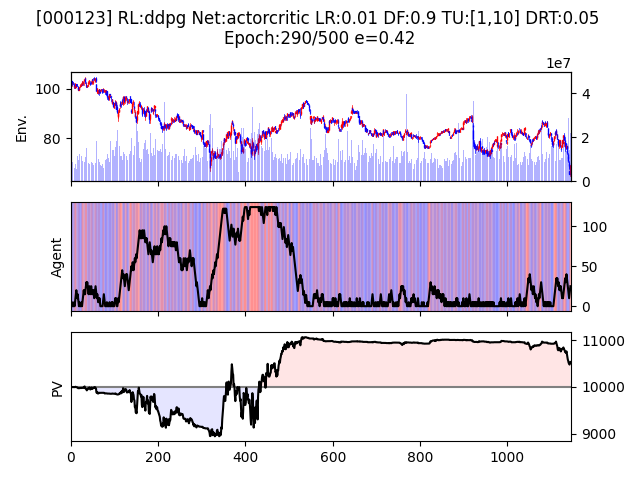 [000123] RL:ddpg Net:actorcritic LR:0.01 DF:0.9 TU:[1,10] DRT:0.05
Epoch:290/500 e=0.42
1e7
100
80
Env.
4
2
0
Agent
100
50
0
PV
11000
10000
9000
0 200 400 600 800 1000